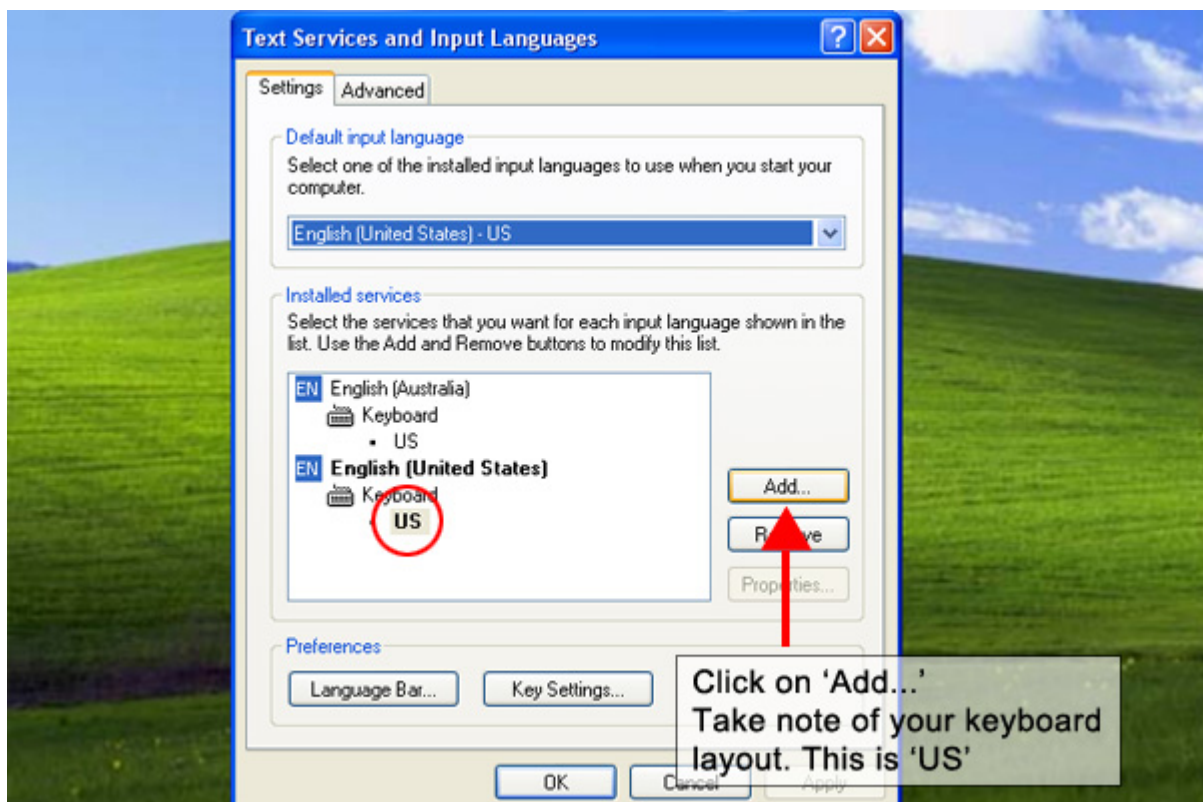 Text Services and Input Languages
Settings
Advanced
Default input language
Select one of the installed input languages to use when you start your
computer.
English (United States) - US
Installed services
Select the services that you want for each input language shown in the
list. Use the Add and Remove buttons to modify this list.
EN English (Australia)
Keyboard
• US
EN English (United States)
Keyboard
• US
Add...
Remove
Properties...
Preferences
Language Bar...
Key Settings...
Click on ‘Add...’
Take note of your keyboard
layout. This is ‘US’
OK
Cancel
Apply